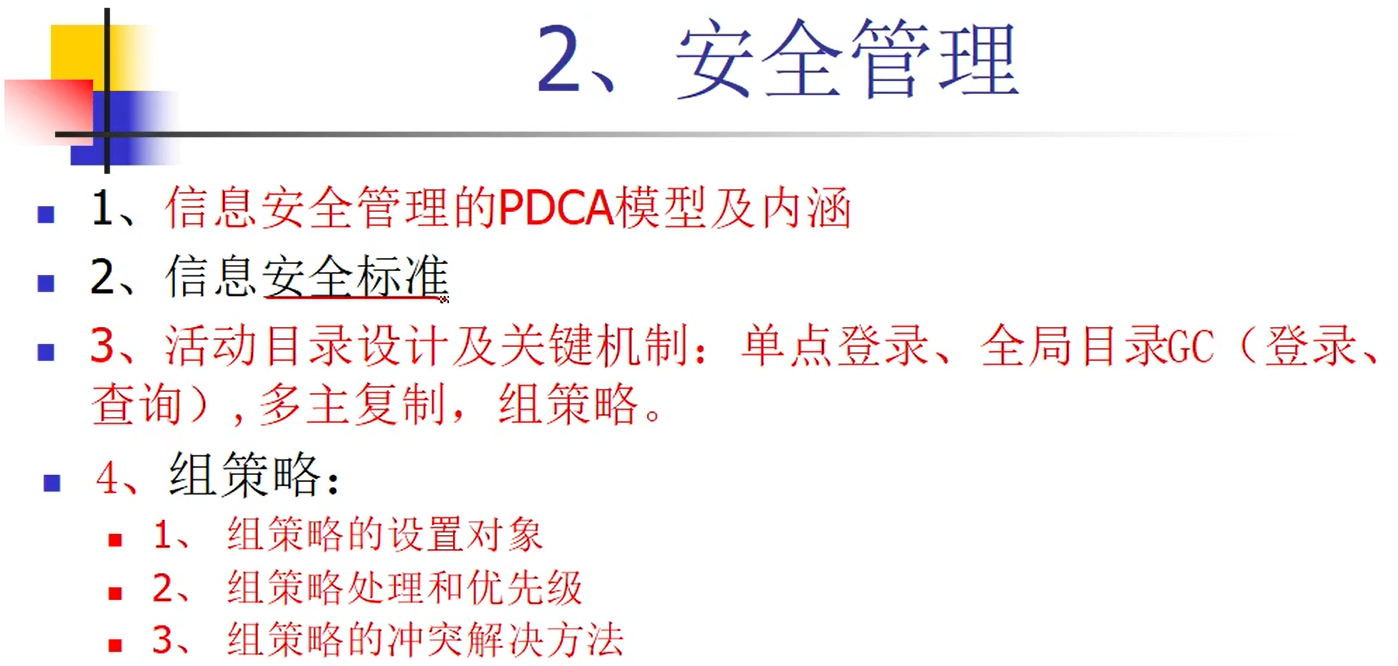 2、安全管理
1、信息安全管理的PDCA模型及内涵
2、信息安全标准
3、活动目录设计及关键机制：单点登录、全局目录GC（登录、
查询）,多主复制，组策略。
4、组策略：
1、 组策略的设置对象
2、 组策略处理和优先级
3、 组策略的冲突解决方法